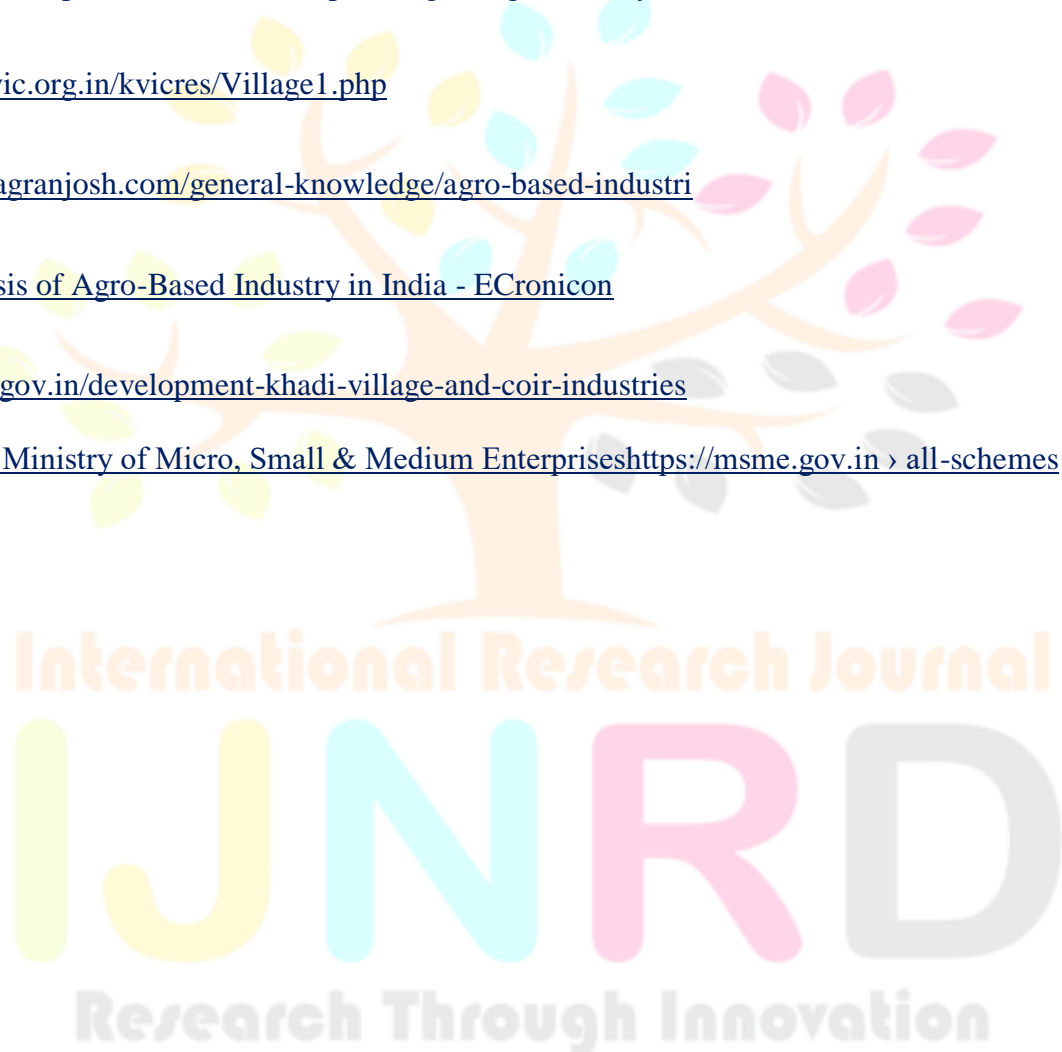 vic.org.in/kvicres/Village1.php
agranjosh.com/general-knowledge/agro-based-industri
sis of Agro-Based Industry in India - ECronicon
gov.in/development-khadi-village-and-coir-industries
Ministry of Micro, Small & Medium Enterpriseshttps://msme.gov.in › all-schemes
International Research Journal
IJNRD
Research Through Innovation